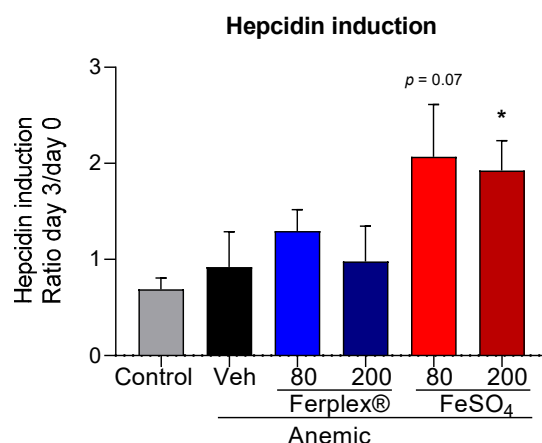 Hepcidin induction
Hepcidin induction
Ratio day 3/day 0
3
2
1
0
p = 0.07
*
Control Veh 80 200 80 200
Ferplex® FeSO₄
Anemic